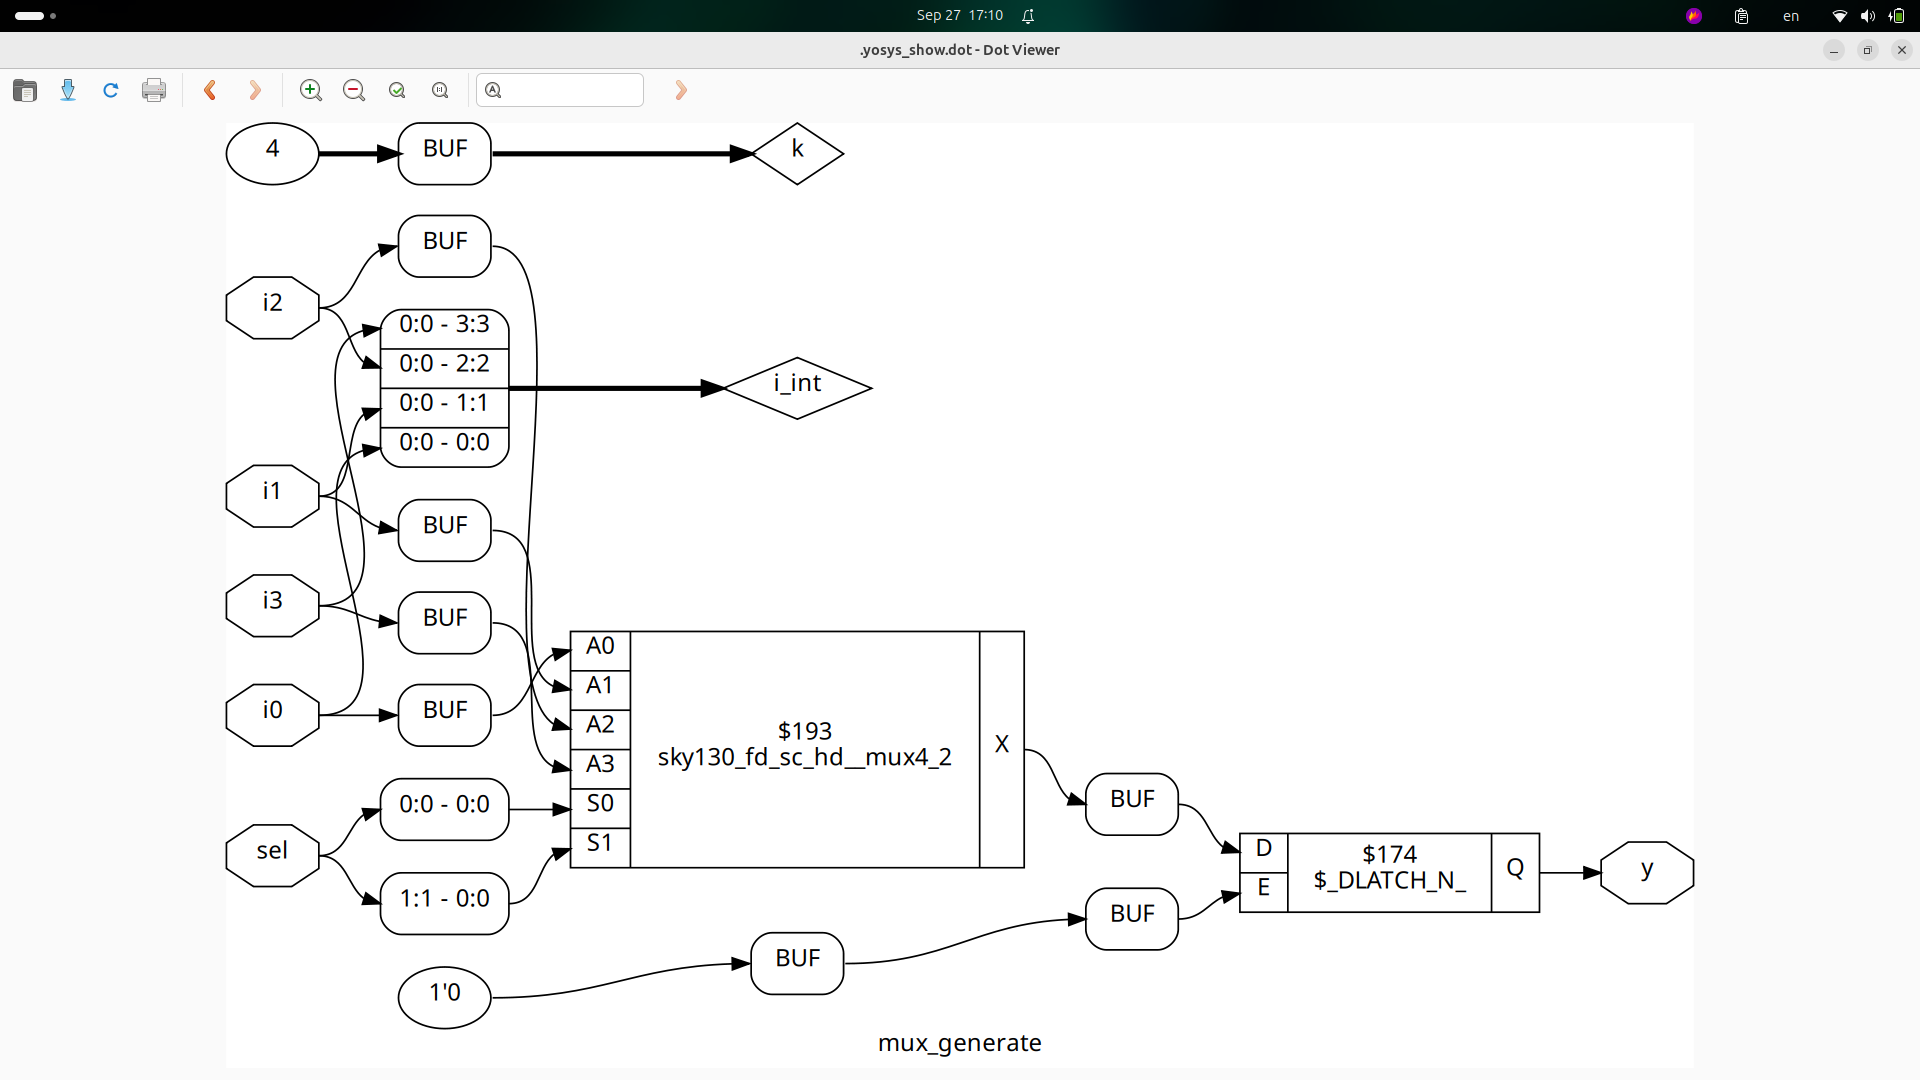 Sep 27 17:10
en
.yosys_show.dot - Dot Viewer
4
BUF
k
BUF
i2
0:0 - 3:3
0:0 - 2:2
0:0 - 1:1
0:0 - 0:0
i_int
i1
BUF
i3
BUF
i0
BUF
A0
A1
A2
A3
S0
S1
$193
sky130_fd_sc_hd__mux4_2
X
sel
0:0 - 0:0
1:1 - 0:0
BUF
BUF
D
E
$174
$_DLATCH_N_
Q
y
BUF
1'0
mux_generate